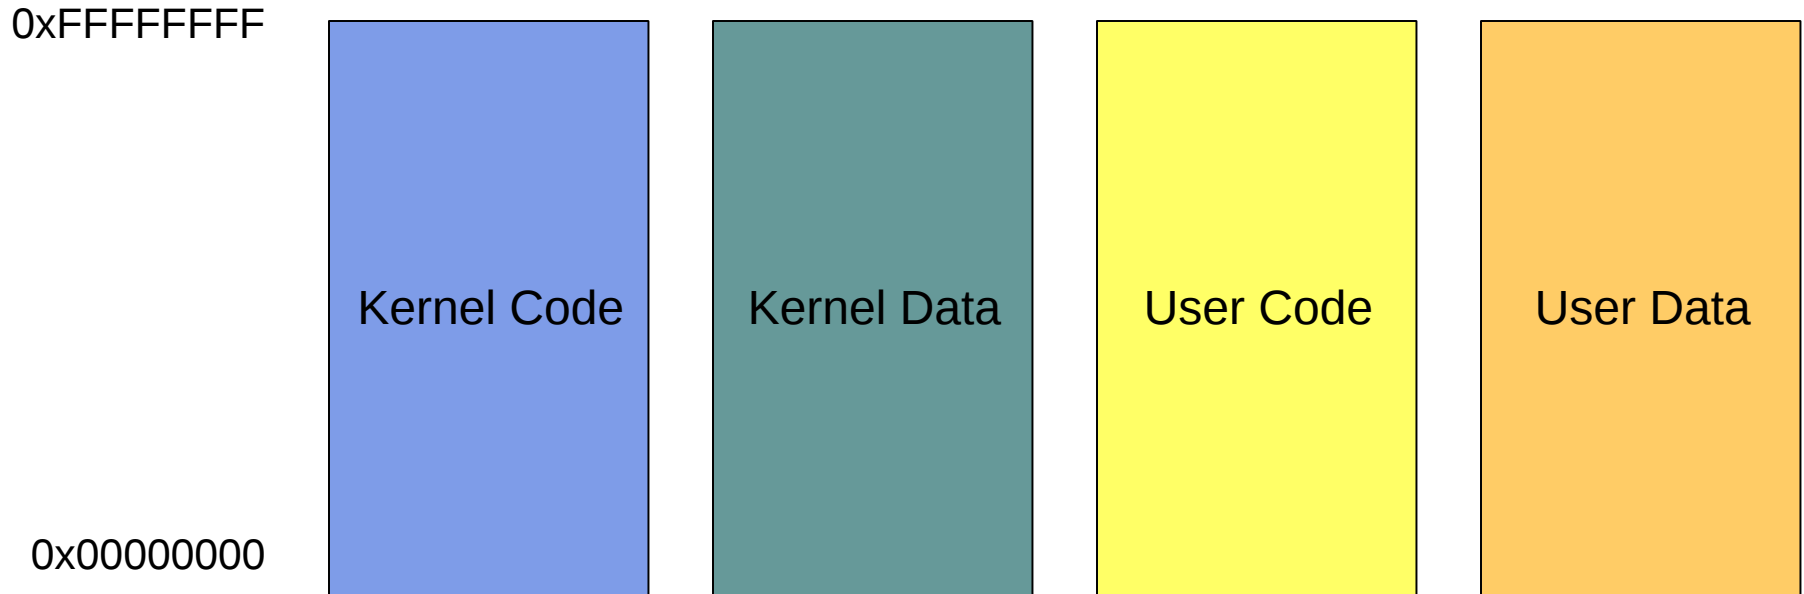 0xFFFFFFFF
Kernel Code
Kernel Data
User Code
User Data
0x00000000